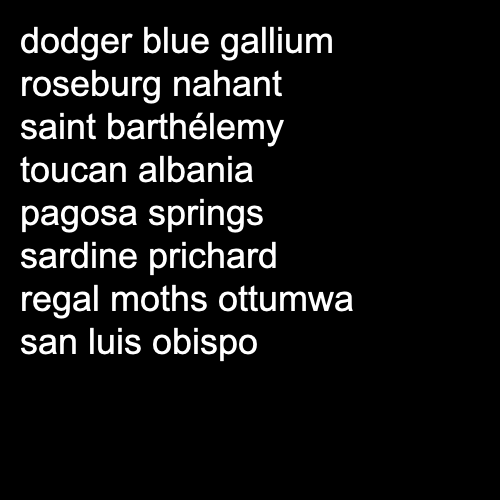 dodger blue gallium
roseburg nahant
saint barthélemy
toucan albania
pagosa springs
sardine prichard
regal moths ottumwa
san luis obispo